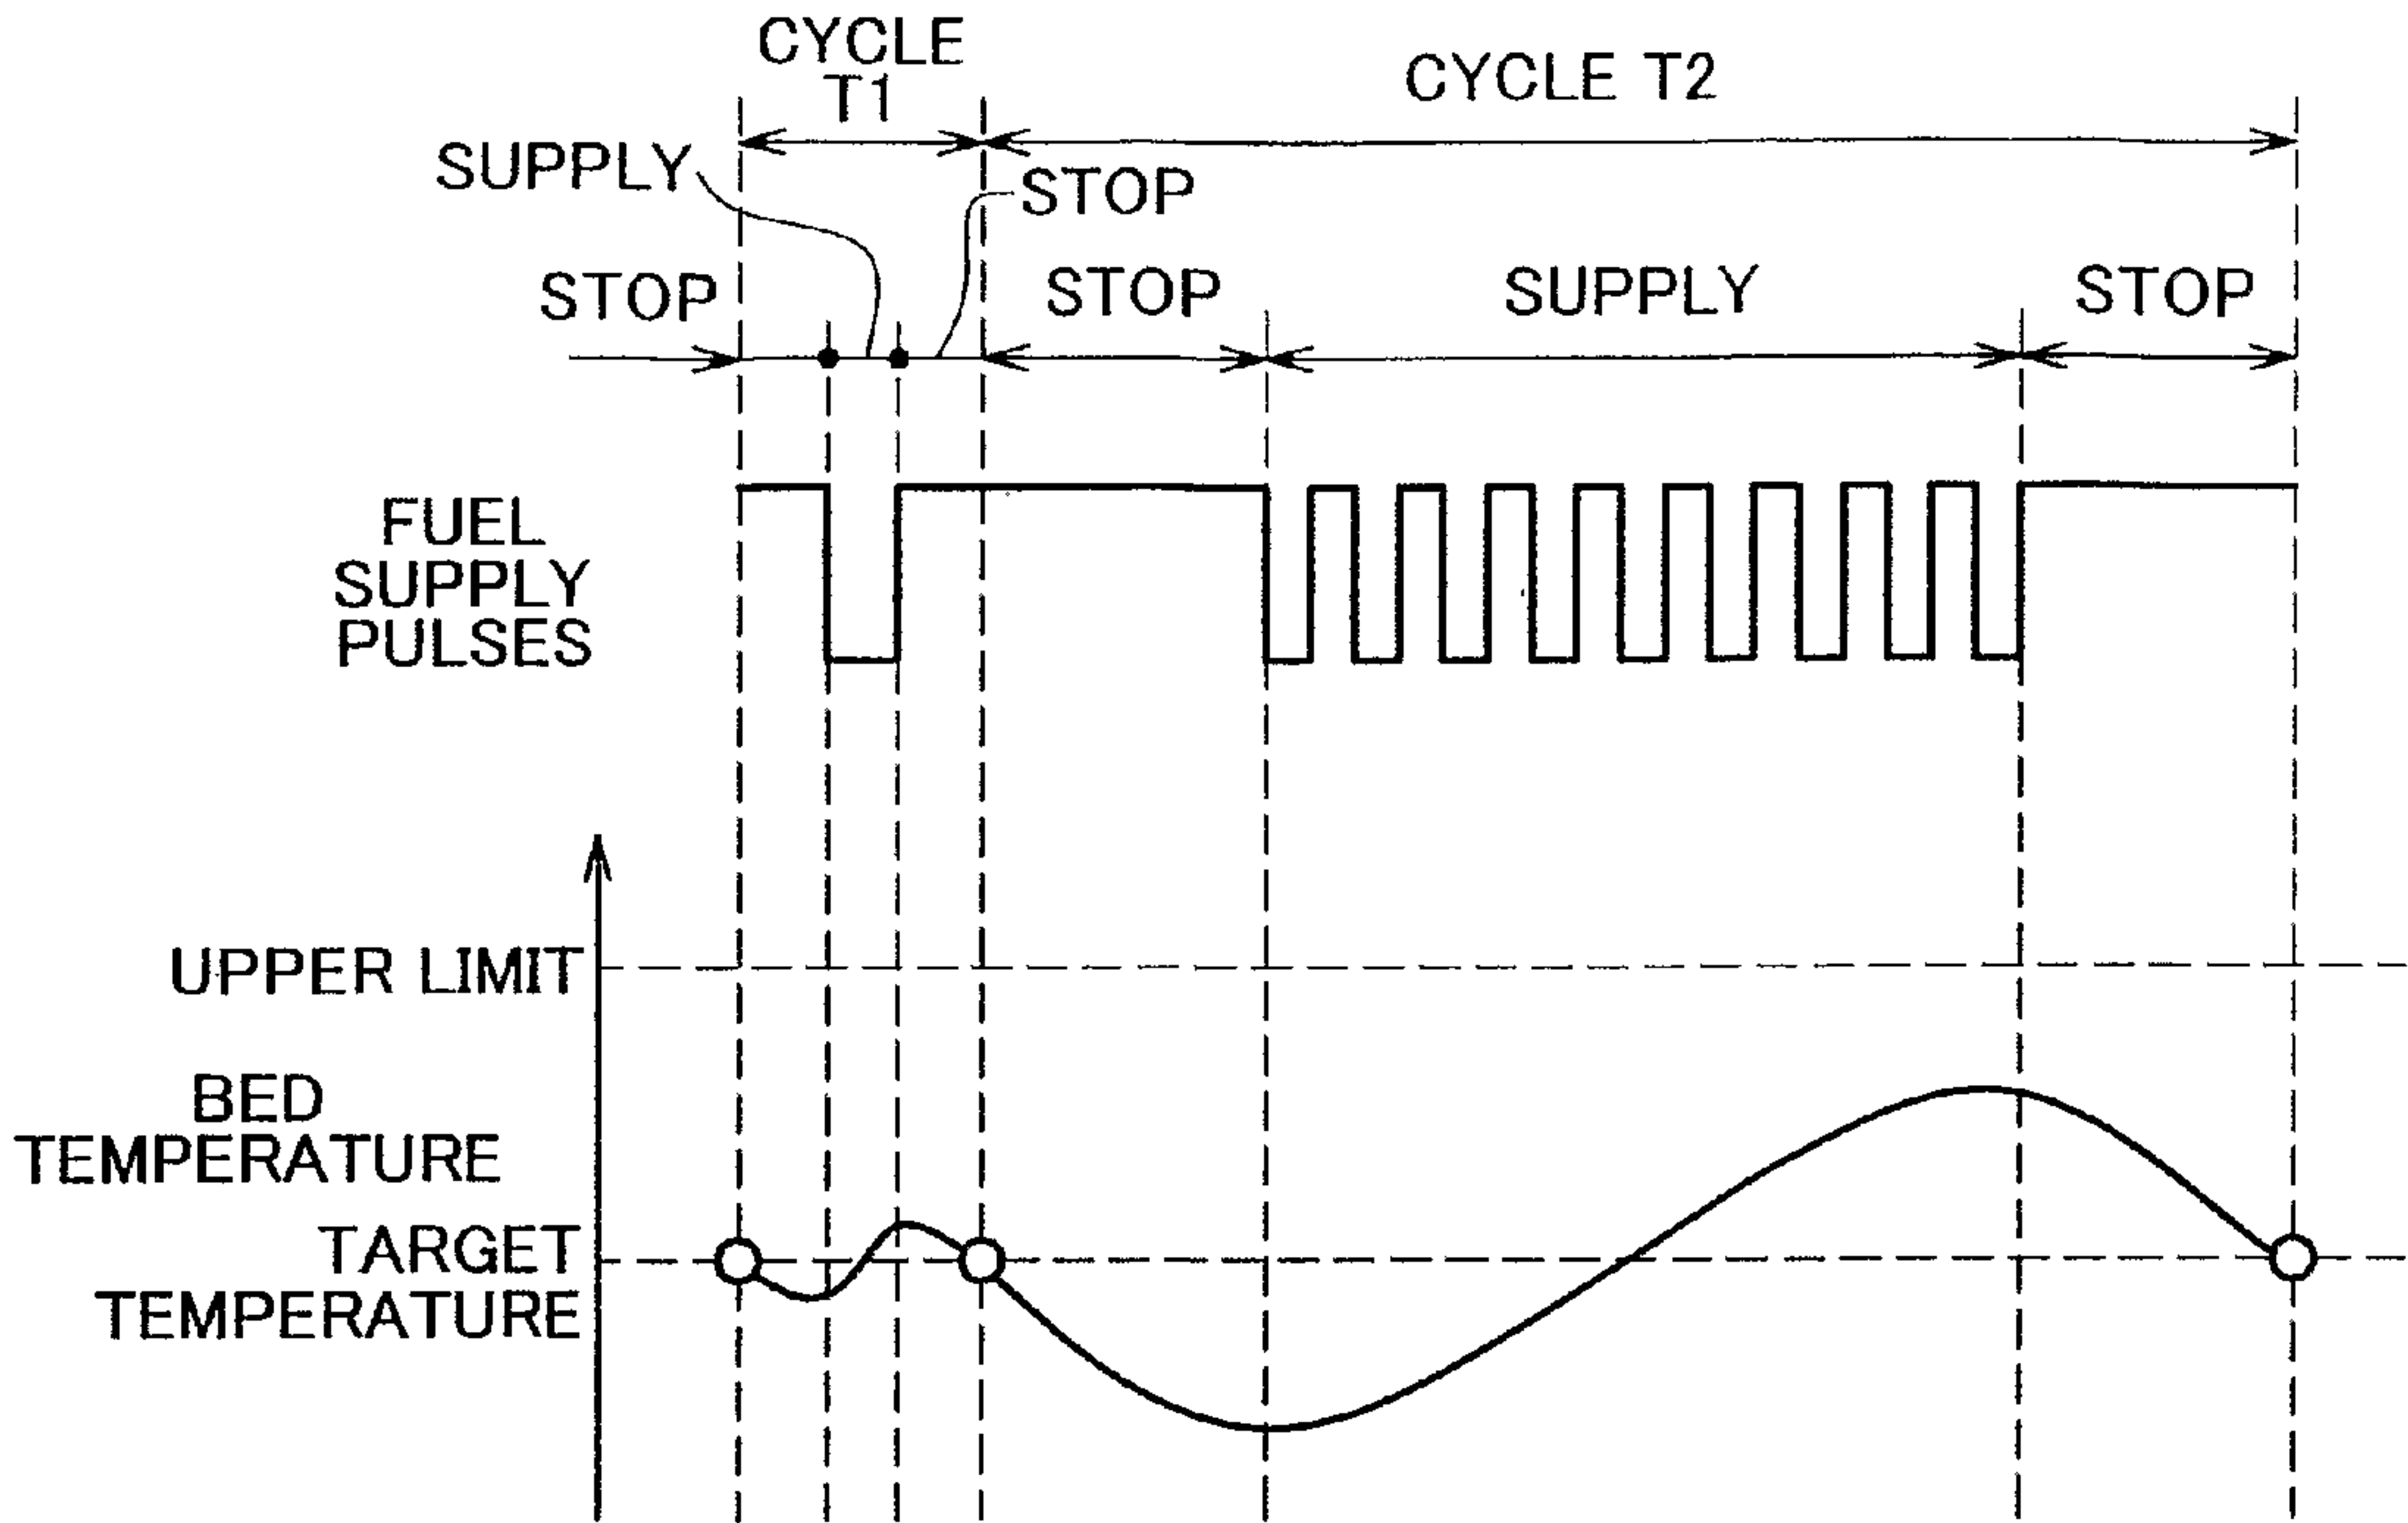 CYCLE
T1
CYCLE T2
SUPPLY
STOP
STOP
STOP
SUPPLY
STOP
FUEL
SUPPLY
PULSES
UPPER LIMIT
BED
TEMPERATURE
TARGET
TEMPERATURE